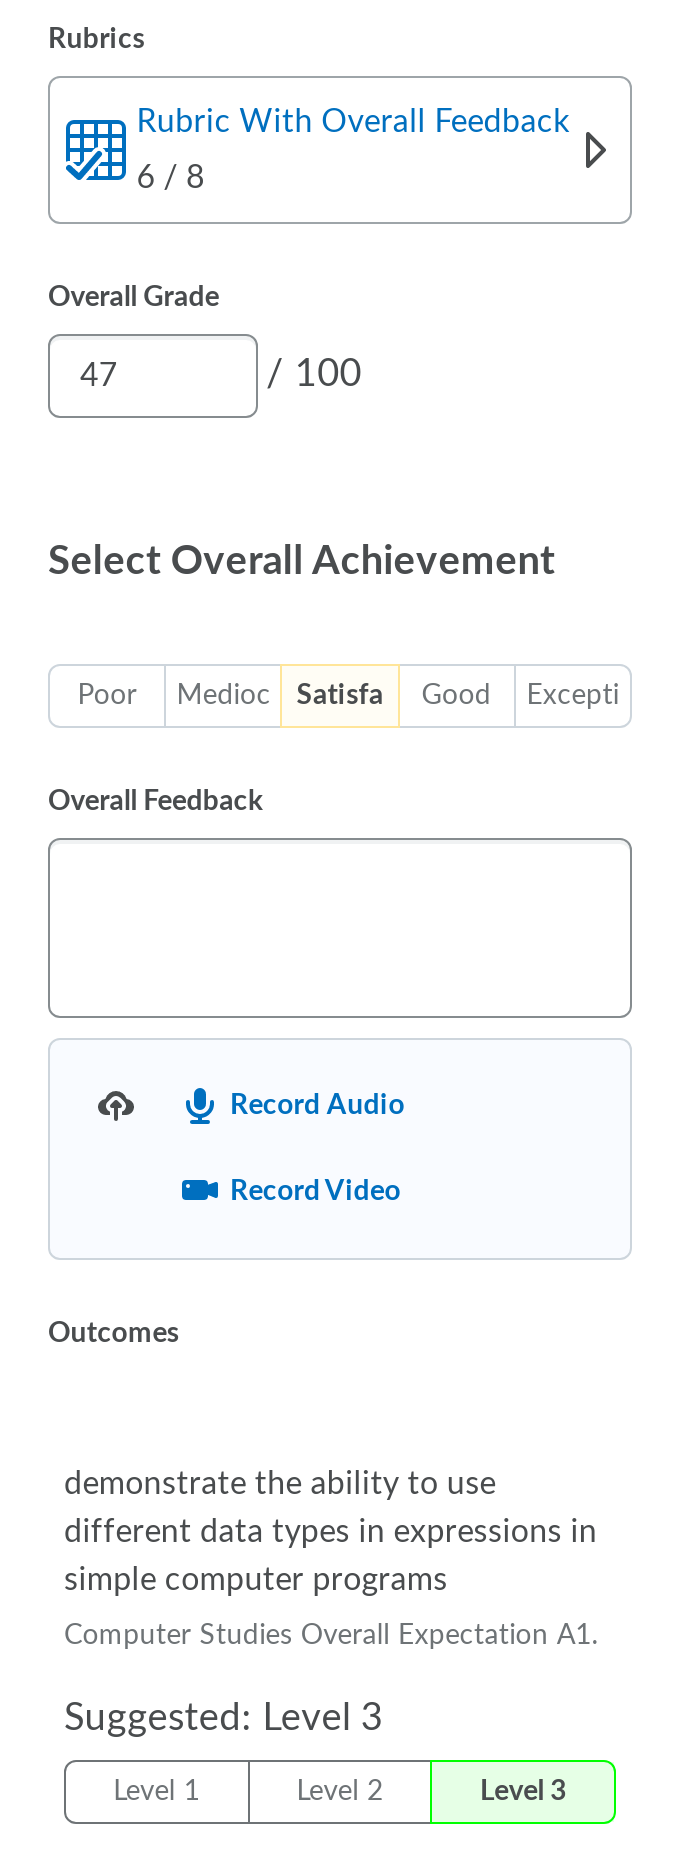 Rubrics
Rubric With Overall Feedback
6 / 8
Overall Grade
47 / 100
Select Overall Achievement
Poor Medioc Satisfa Good Excepti
Overall Feedback
Record Audio
Record Video
Outcomes
demonstrate the ability to use
different data types in expressions in
simple computer programs
Computer Studies Overall Expectation A1.
Suggested: Level 3
Level 1 Level 2 Level 3